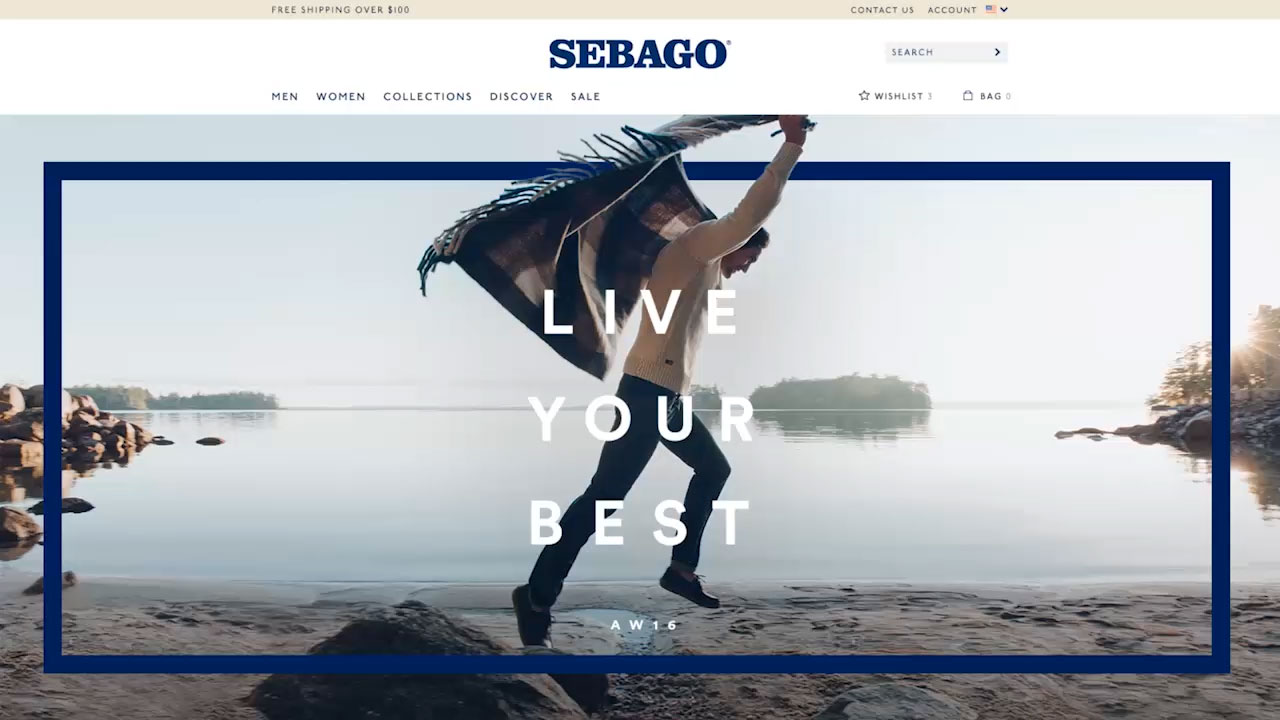 FREE SHIPPING OVER $100
CONTACT US
ACCOUNT
SEBAGO®
SEARCH
MEN
WOMEN
COLLECTIONS
DISCOVER
SALE
WISHLIST 3
BAG 0
LIVE
YOUR
BEST
AW16